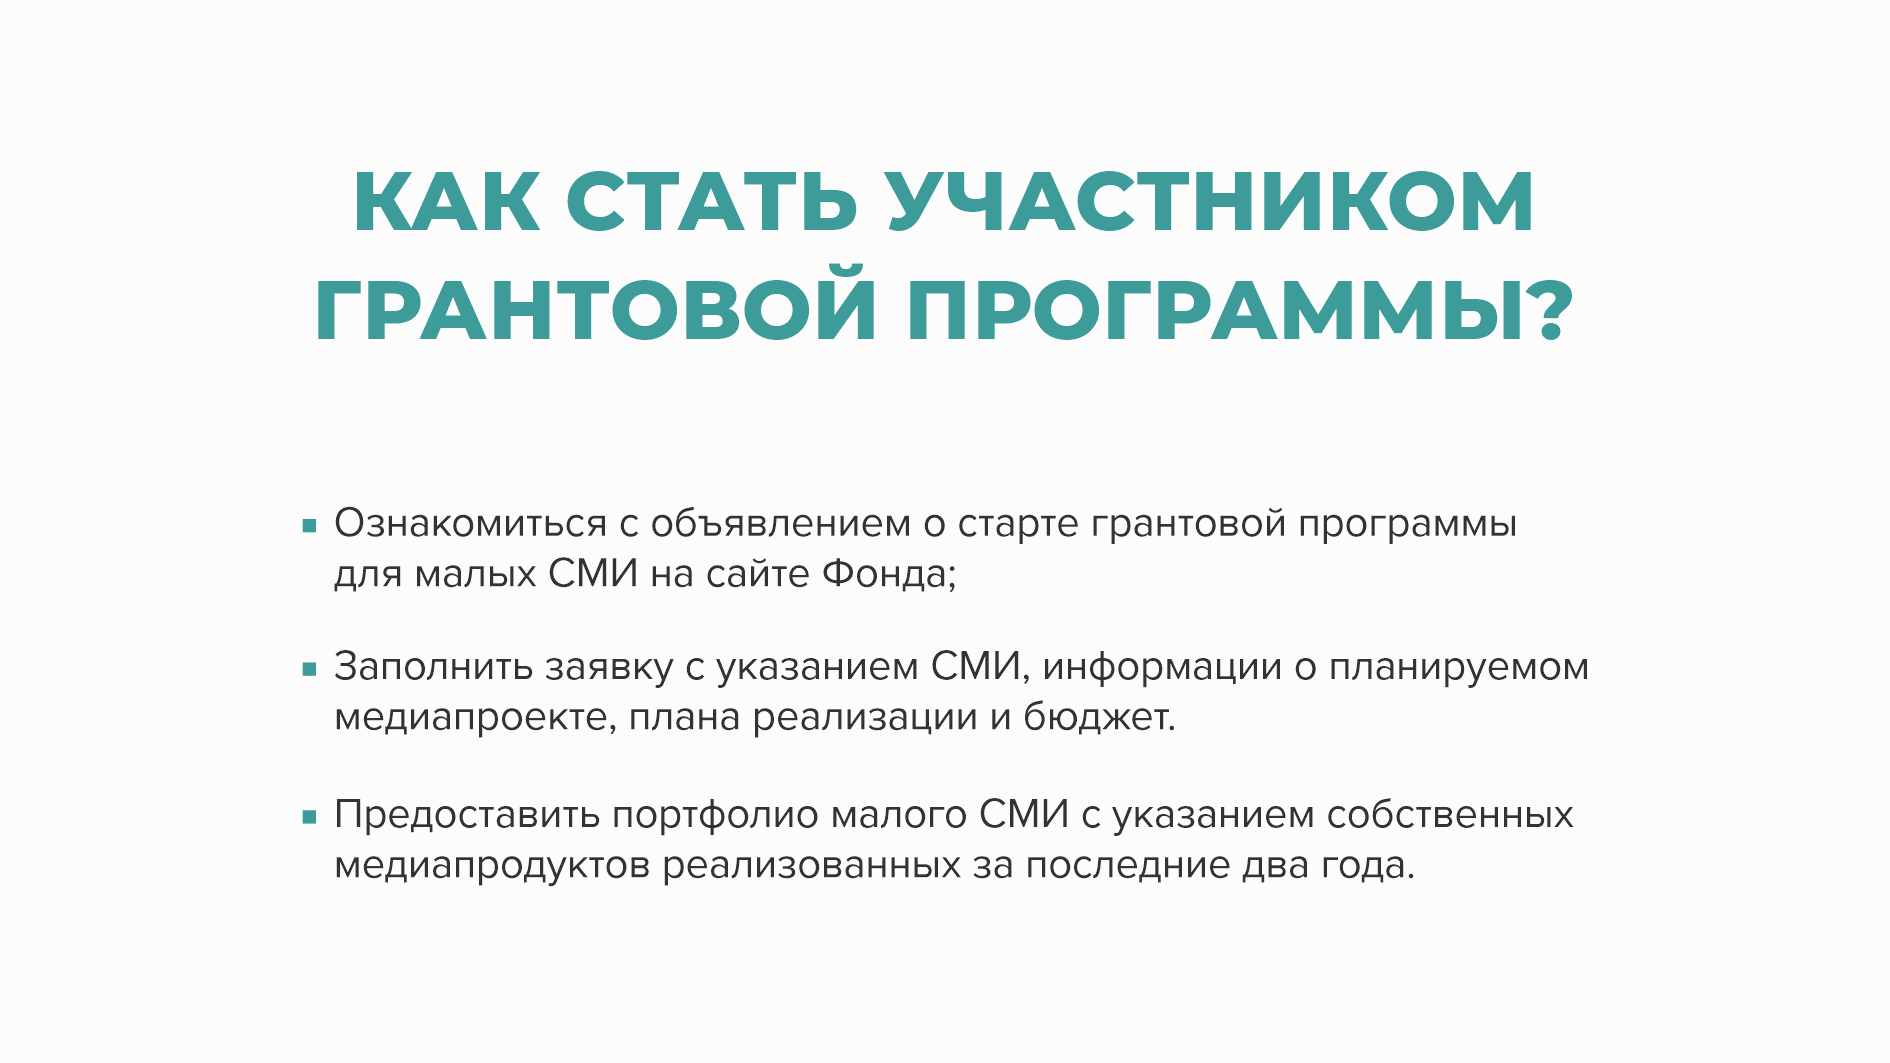 КАК СТАТЬ УЧАСТНИКОМ
ГРАНТОВОЙ ПРОГРАММЫ?
▪ Ознакомиться с объявлением о старте грантовой программы
для малых СМИ на сайте Фонда;
▪ Заполнить заявку с указанием СМИ, информации о планируемом
медиапроекте, плана реализации и бюджет.
▪ Предоставить портфолио малого СМИ с указанием собственных
медиапродуктов реализованных за последние два года.